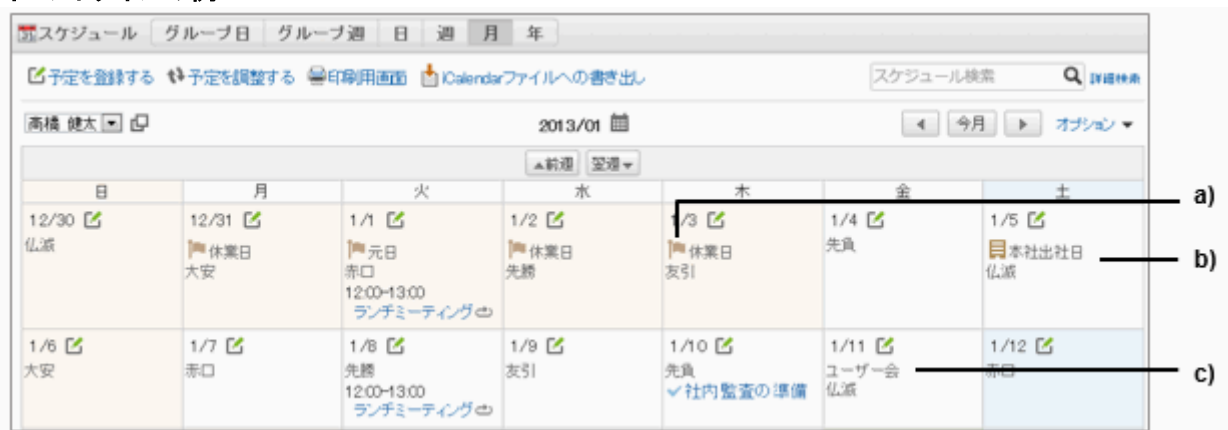 スケジュール グループ日 グループ週 日 週 月 年
予定を登録する 予定を調整する 印刷用画面 iCalendarファイルへの書き出し スケジュール検索 詳細検索
高橋 健太 2013/01 今月 オプション
前週 翌週
日 月 火 水 木 金 土
a)
12/30 12/31 1/1 1/2 1/3 1/4 1/5
仏滅 休業日 元日 休業日 休業日 先負 本社出社日 b)
大安 赤口 先勝 友引 仏滅
12:00-13:00
ランチミーティング
1/6 1/7 1/8 1/9 1/10 1/11 1/12
大安 赤口 先勝 友引 先負 ユーザー会 赤口 c)
12:00-13:00 社内監査の準備 仏滅
ランチミーティング